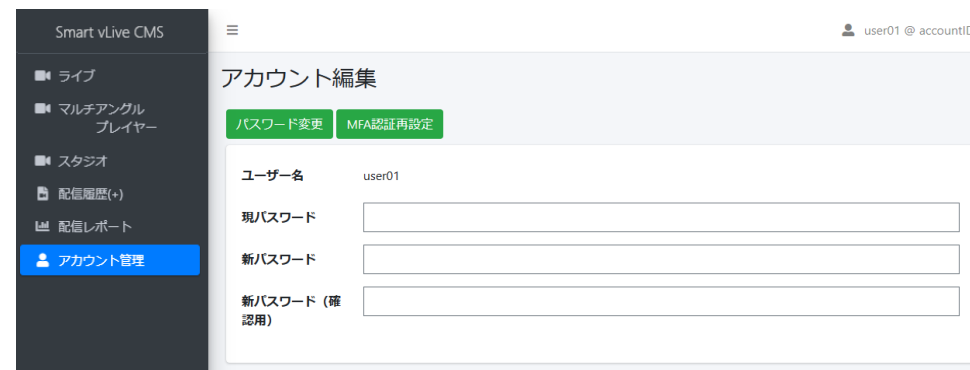 Smart vLive CMS
user01 @ accountID
ライブ
マルチアングル
プレイヤー
スタジオ
配信履歴(+)
配信レポート
アカウント管理
アカウント編集
パスワード変更
MFA認証再設定
ユーザー名
user01
現パスワード
新パスワード
新パスワード（確
認用）